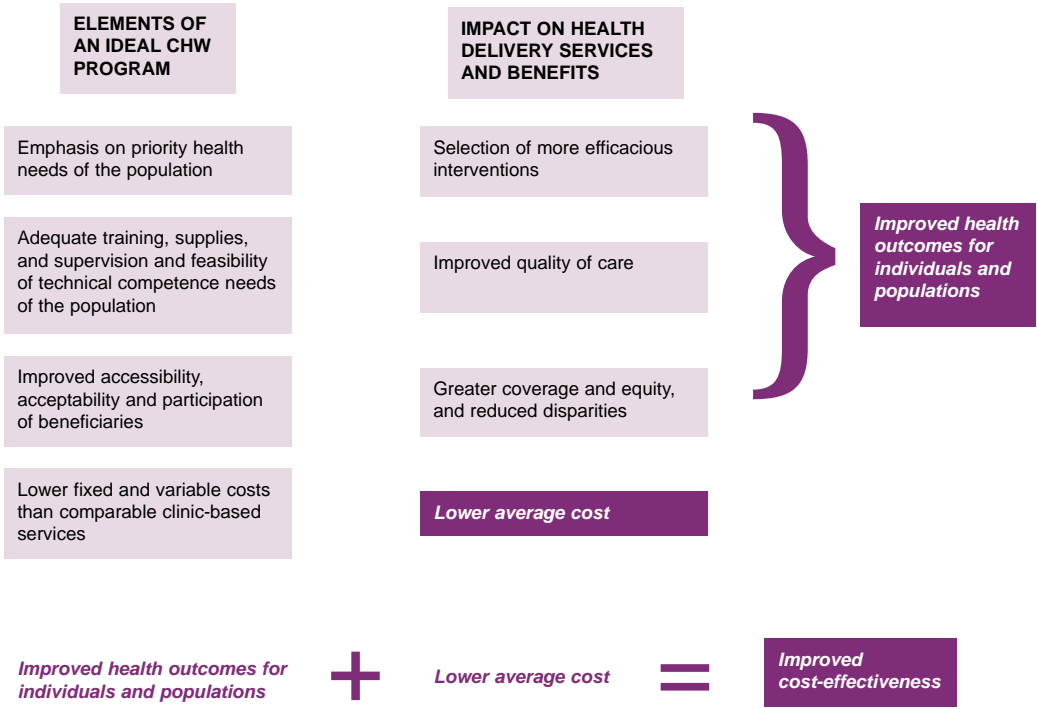 ELEMENTS OF
AN IDEAL CHW
PROGRAM
IMPACT ON HEALTH
DELIVERY SERVICES
AND BENEFITS
Emphasis on priority health
needs of the population
Selection of more efficacious
interventions
Adequate training, supplies,
and supervision and feasibility
of technical competence needs
of the population
Improved quality of care
Improved accessibility,
acceptability and participation
of beneficiaries
Greater coverage and equity,
and reduced disparities
}
Improved health
outcomes for
individuals and
populations
Lower fixed and variable costs
than comparable clinic-based
services
Lower average cost
Improved health outcomes for
individuals and populations
+
Lower average cost
=
Improved
cost-effectiveness